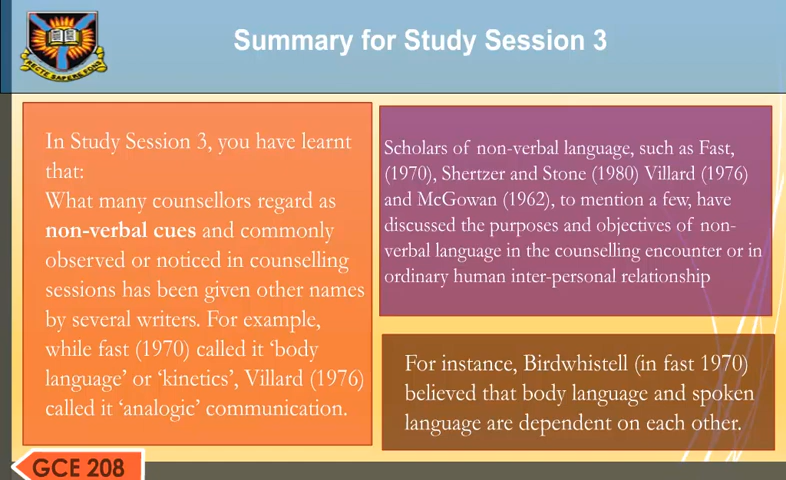 Summary for Study Session 3
In Study Session 3, you have learnt
that:
What many counsellors regard as
non-verbal cues and commonly
observed or noticed in counselling
sessions has been given other names
by several writers. For example,
while fast (1970) called it ‘body
language’ or ‘kinetics’, Villard (1976)
called it ‘analogic’ communication.
Scholars of non-verbal language, such as Fast,
(1970), Shertzer and Stone (1980) Villard (1976)
and McGowan (1962), to mention a few, have
discussed the purposes and objectives of non-
verbal language in the counselling encounter or in
ordinary human inter-personal relationship
For instance, Birdwhistell (in fast 1970)
believed that body language and spoken
language are dependent on each other.
GCE 208